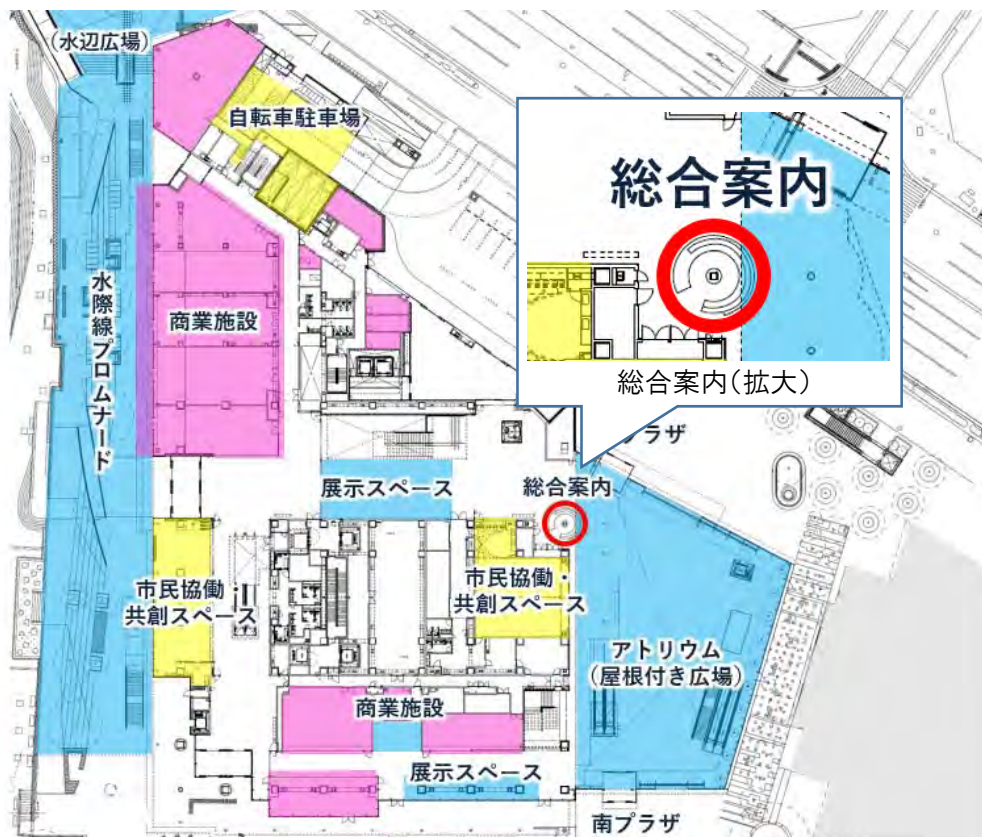 (水辺広場)
自転車駐車場
総合案内
総合案内(拡大)
水際線プロムナード
商業施設
プラザ
展示スペース
総合案内
市民協働・
共創スペース
市民協働・
共創スペース
アトリウム
(屋根付き広場)
商業施設
展示スペース
南プラザ